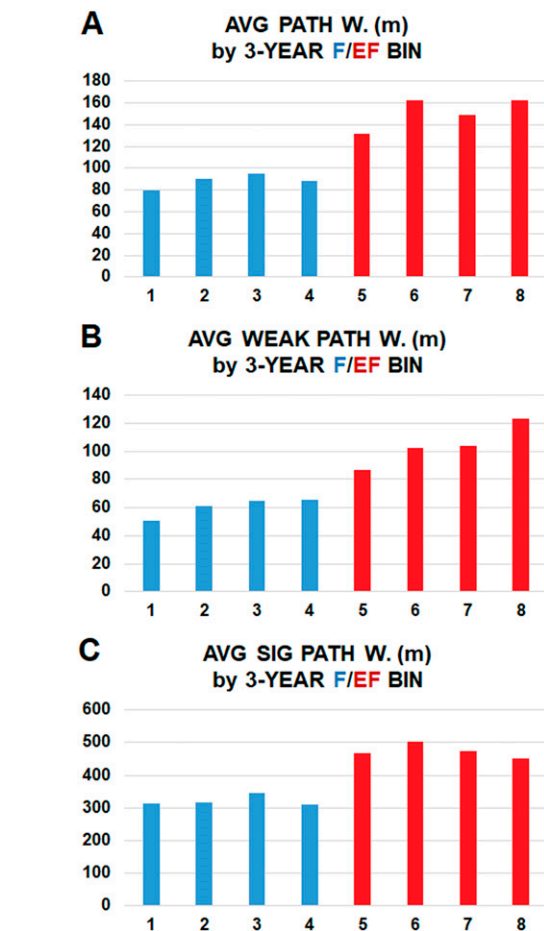 A
AVG PATH W. (m)
by 3-YEAR F/EF BIN
180
160
140
120
100
80
60
40
20
0
1 2 3 4 5 6 7 8
B
AVG WEAK PATH W. (m)
by 3-YEAR F/EF BIN
140
120
100
80
60
40
20
0
1 2 3 4 5 6 7 8
C
AVG SIG PATH W. (m)
by 3-YEAR F/EF BIN
600
500
400
300
200
100
0
1 2 3 4 5 6 7 8